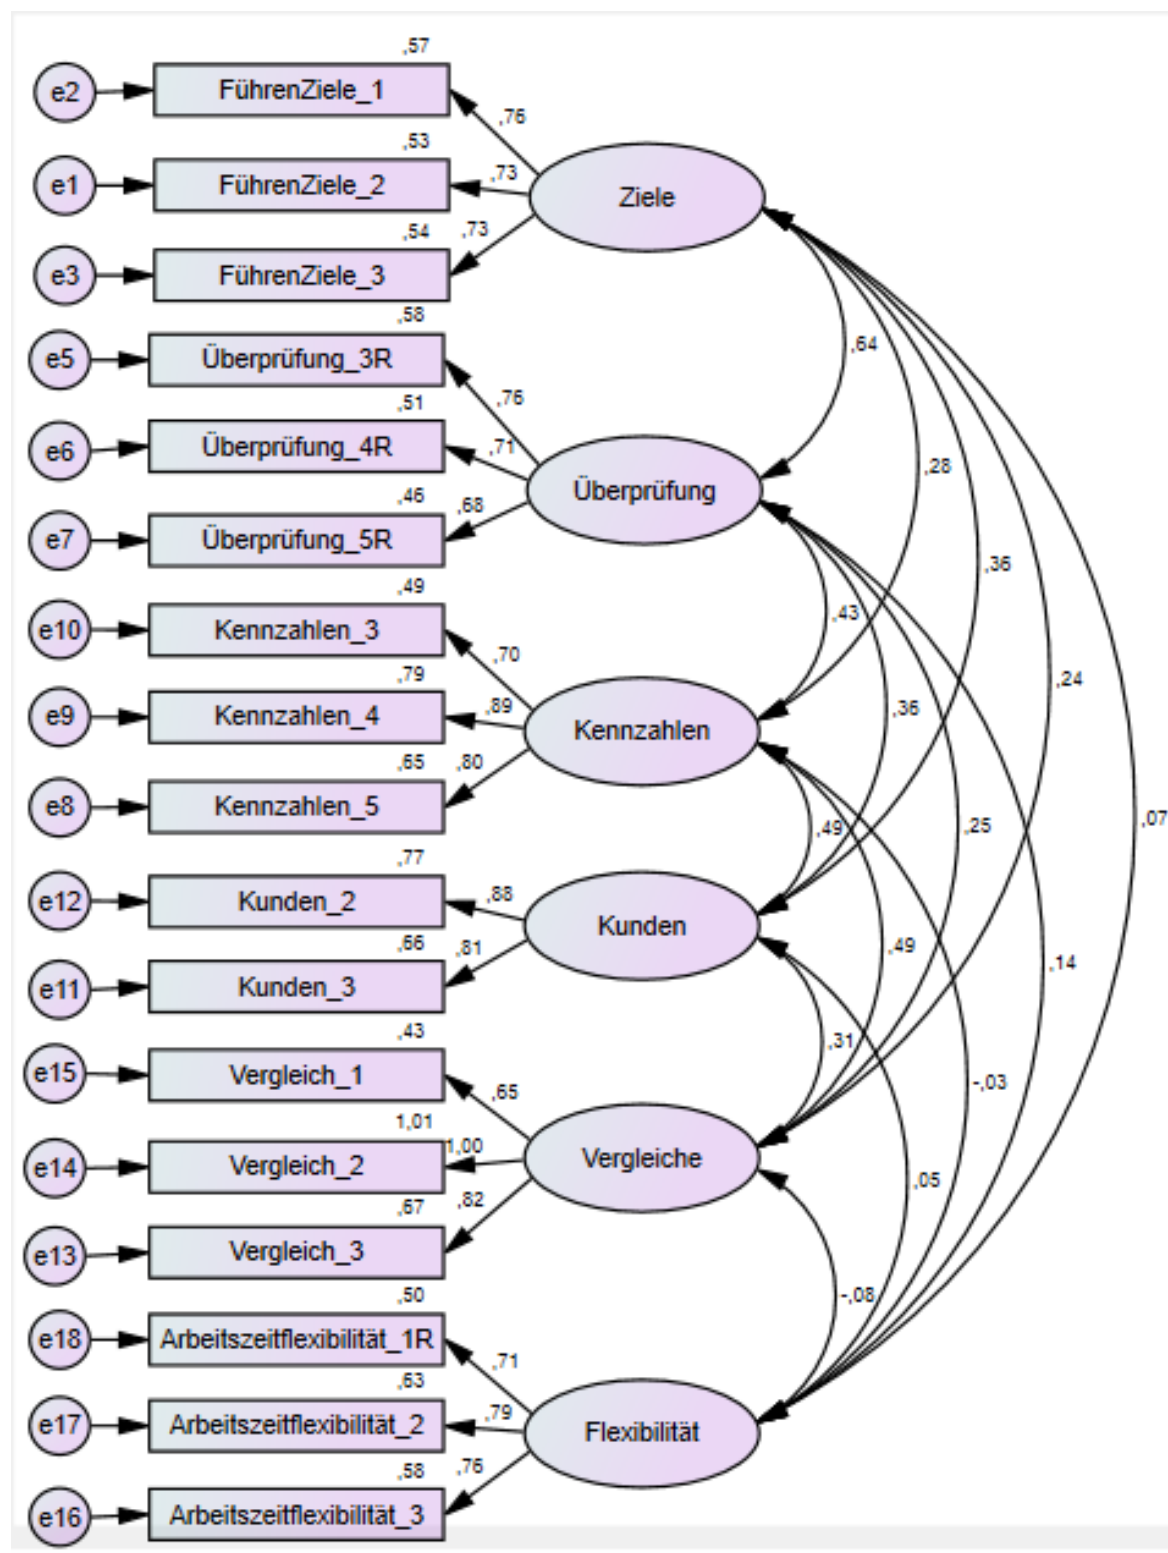 ,57
e2 FührenZiele_1 ,76
,53
e1 FührenZiele_2 ,73 Ziele
,54 ,73
e3 FührenZiele_3
,58
e5 Überprüfung_3R ,64
,76
,51
e6 Überprüfung_4R ,71 ,28
,46 Überprüfung
,68
e7 Überprüfung_5R ,36
,49 ,43
e10 Kennzahlen_3 ,70
,79 ,24
e9 Kennzahlen_4 ,89 Kennzahlen ,36
,65 ,80
e8 Kennzahlen_5 ,49 ,25 ,07
,77
e12 Kunden_2 ,88 Kunden
,66 ,81 ,49 ,14
e11 Kunden_3
,43 ,31
e15 Vergleich_1 ,65 -,03
1,01
e14 Vergleich_2 1,00 Vergleiche
,67 ,82 ,05
e13 Vergleich_3
,50 -,08
e18 Arbeitszeitflexibilität_1R ,71
,63
e17 Arbeitszeitflexibilität_2 ,79 Flexibilität
,58 ,76
e16 Arbeitszeitflexibilität_3